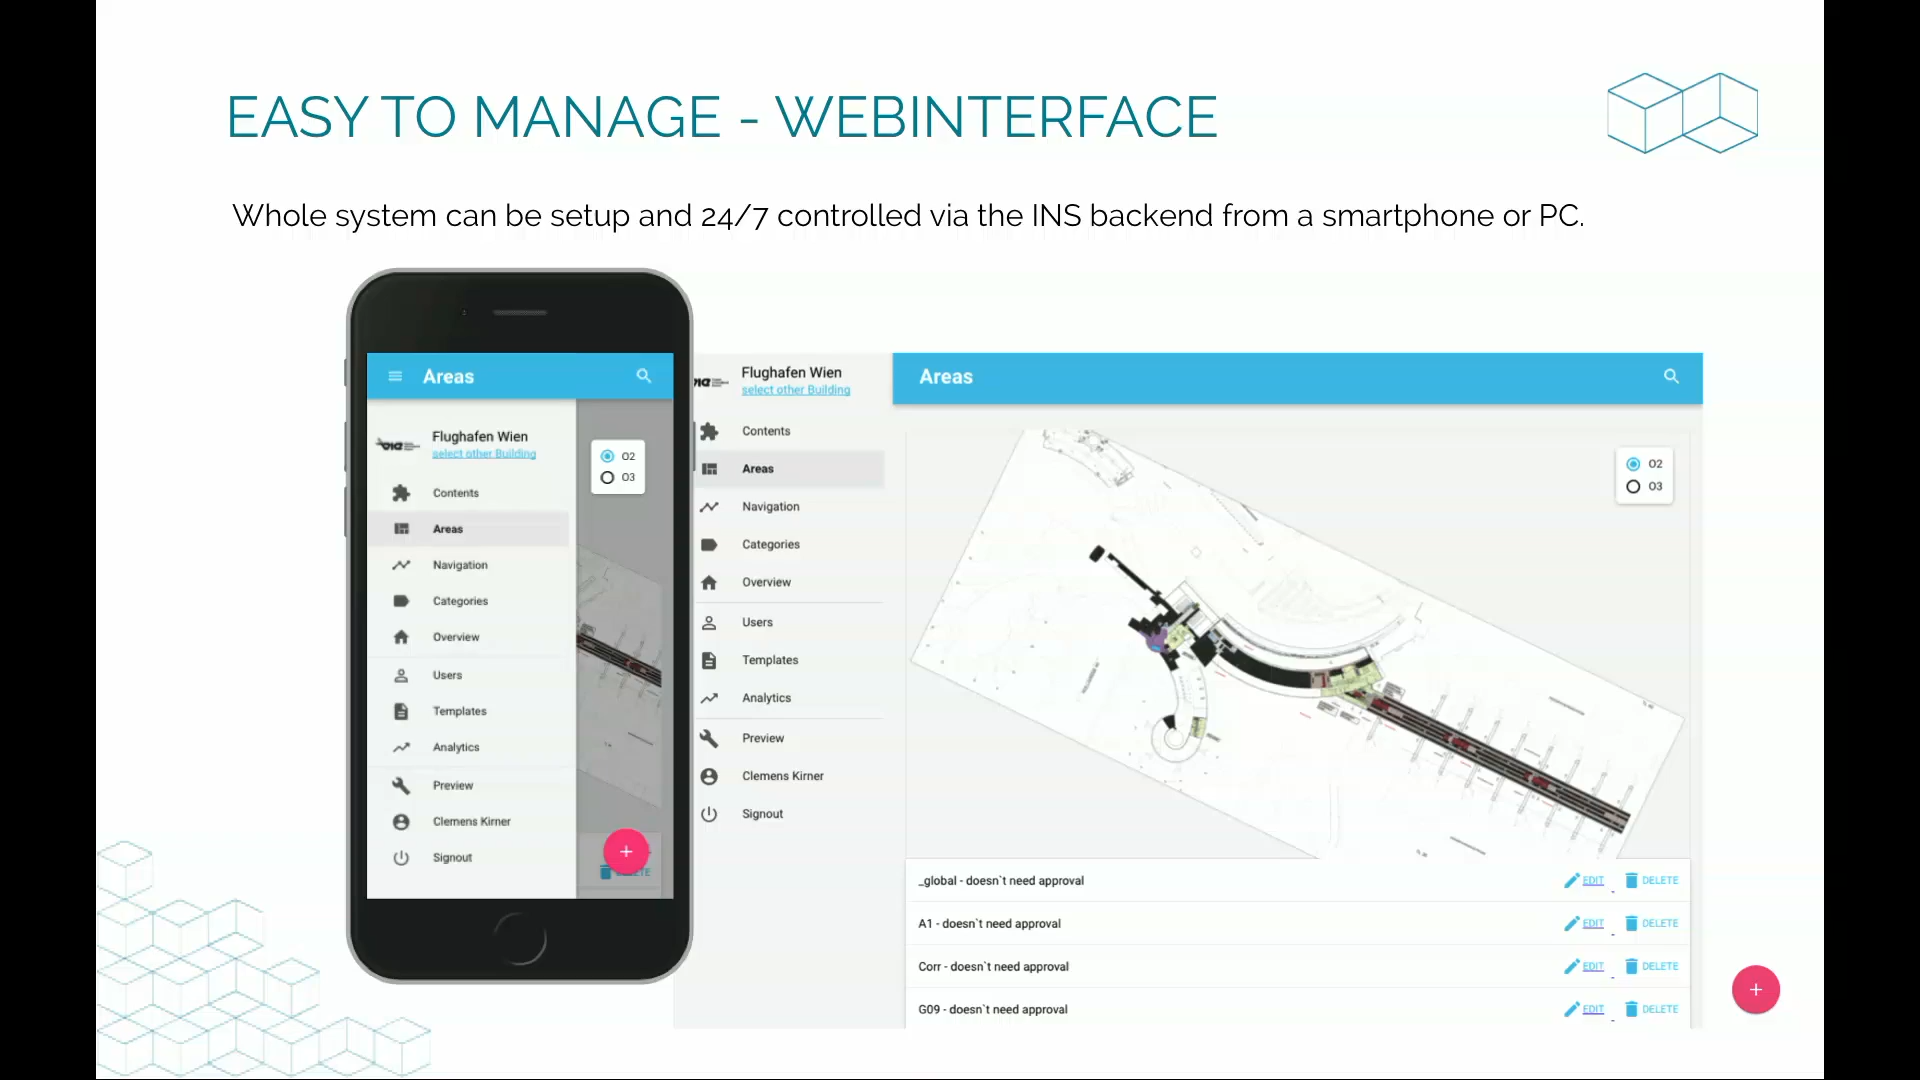 EASY TO MANAGE - WEBINTERFACE
Whole system can be setup and 24/7 controlled via the INS backend from a smartphone or PC.
Areas
Flughafen Wien
select other Building
02
03
Contents
Areas
Navigation
Categories
Overview
Users
Templates
Analytics
Preview
Clemens Kirner
Signout
Flughafen Wien
select other Building
Contents
Areas
Navigation
Categories
Overview
Users
Templates
Analytics
Preview
Clemens Kirner
Signout
Areas
02
03
_global - doesn`t need approval EDIT DELETE
A1 - doesn`t need approval EDIT DELETE
Corr - doesn`t need approval EDIT DELETE
G09 - doesn`t need approval EDIT DELETE